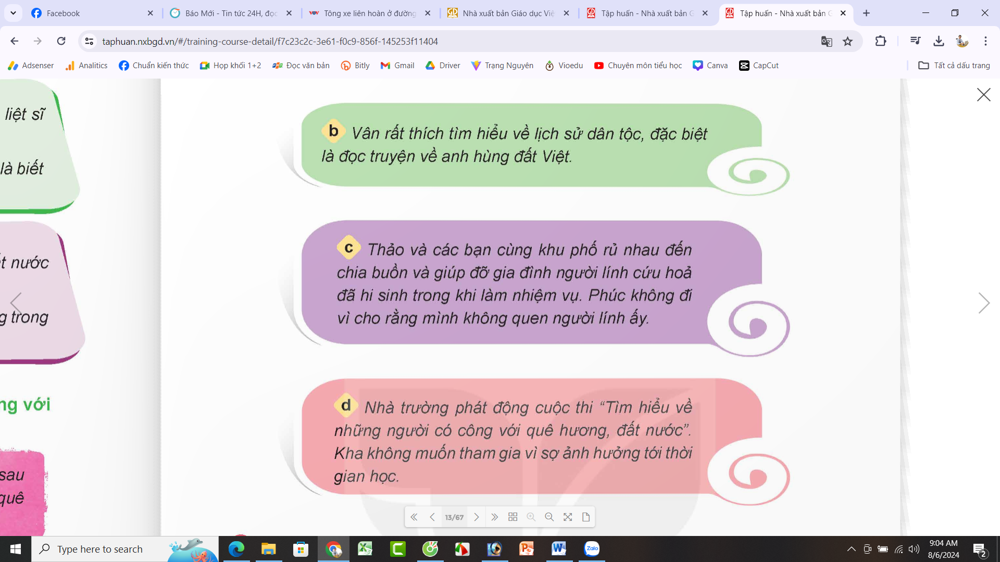 Facebook
Báo Mới - Tin tức 24H, đọc
Tông xe liên hoàn ở đường
Nhà xuất bản Giáo dục Việ
Tập huấn - Nhà xuất bản G
Tập huấn - Nhà xuất bản G
taphuan.nxbgd.vn/#/training-course-detail/f7c23c2c-3e61-f0c9-856f-145253f11404
Adsenser
Analitics
Chuẩn kiến thức
Họp khối 1+2
Đọc văn bản
Bitly
Gmail
Driver
Trạng Nguyên
Vioedu
Chuyên môn tiểu học
Canva
CapCut
Tất cả dấu trang
liệt sĩ
là biết
t nước
g trong
ng với
sau
quê
b Vân rất thích tìm hiểu về lịch sử dân tộc, đặc biệt
là đọc truyện về anh hùng đất Việt.
c Thảo và các bạn cùng khu phố rủ nhau đến
chia buồn và giúp đỡ gia đình người lính cứu hoả
đã hi sinh trong khi làm nhiệm vụ. Phúc không đi
vì cho rằng mình không quen người lính ấy.
d Nhà trường phát động cuộc thi “Tìm hiểu về
những người có công với quê hương, đất nước”.
Kha không muốn tham gia vì sợ ảnh hưởng tới thời
gian học.
13/67
Type here to search
Zalo
9:04 AM
8/6/2024
2